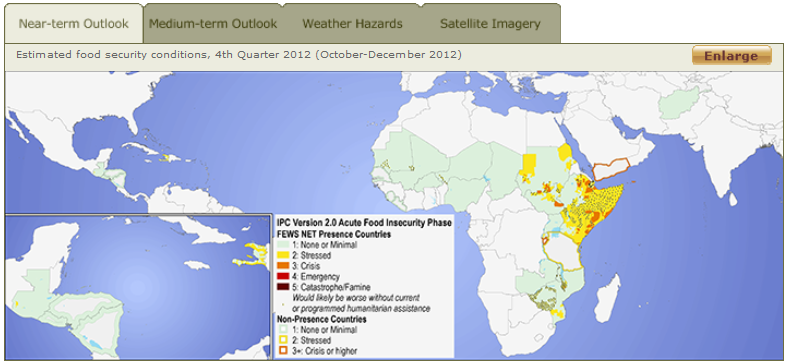 Near-term Outlook
Medium-term Outlook
Weather Hazards
Satellite Imagery
Estimated food security conditions, 4th Quarter 2012 (October-December 2012)
Enlarge
IPC Version 2.0 Acute Food Insecurity Phase
FEWS NET Presence Countries
1: None or Minimal
2: Stressed
3: Crisis
4: Emergency
5: Catastrophe/Famine
Would likely be worse without current
or programmed humanitarian assistance
Non-Presence Countries
1: None or Minimal
2: Stressed
3+: Crisis or higher